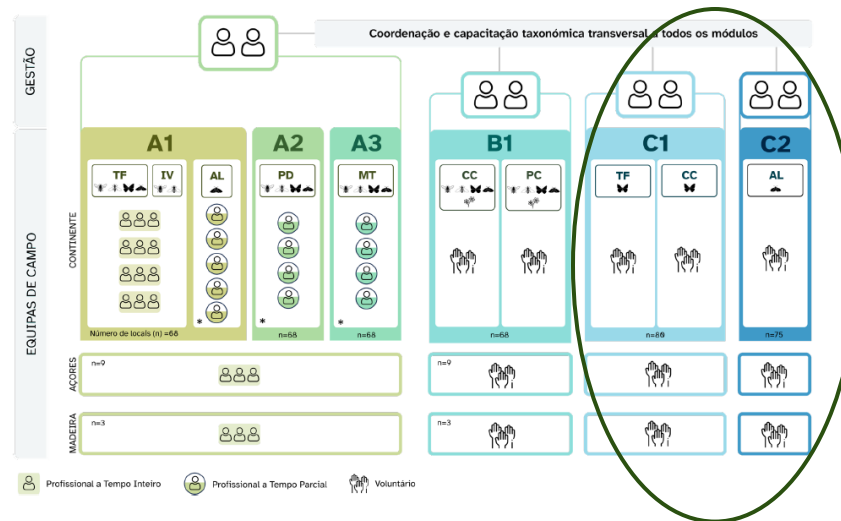 GESTÃO
Coordenação e capacitação taxonómica transversal a todos os módulos
EQUIPAS DE CAMPO
CONTINENTE
A1
A2
A3
B1
C1
C2
TF
IV
AL
PD
MT
CC
PC
TF
CC
AL
*
*
*
Número de locais (n) =68
n=68
n=68
n=68
n=80
n=75
AÇORES
n=9
n=9
MADEIRA
n=3
n=3
Profissional a Tempo Inteiro
Profissional a Tempo Parcial
Voluntário